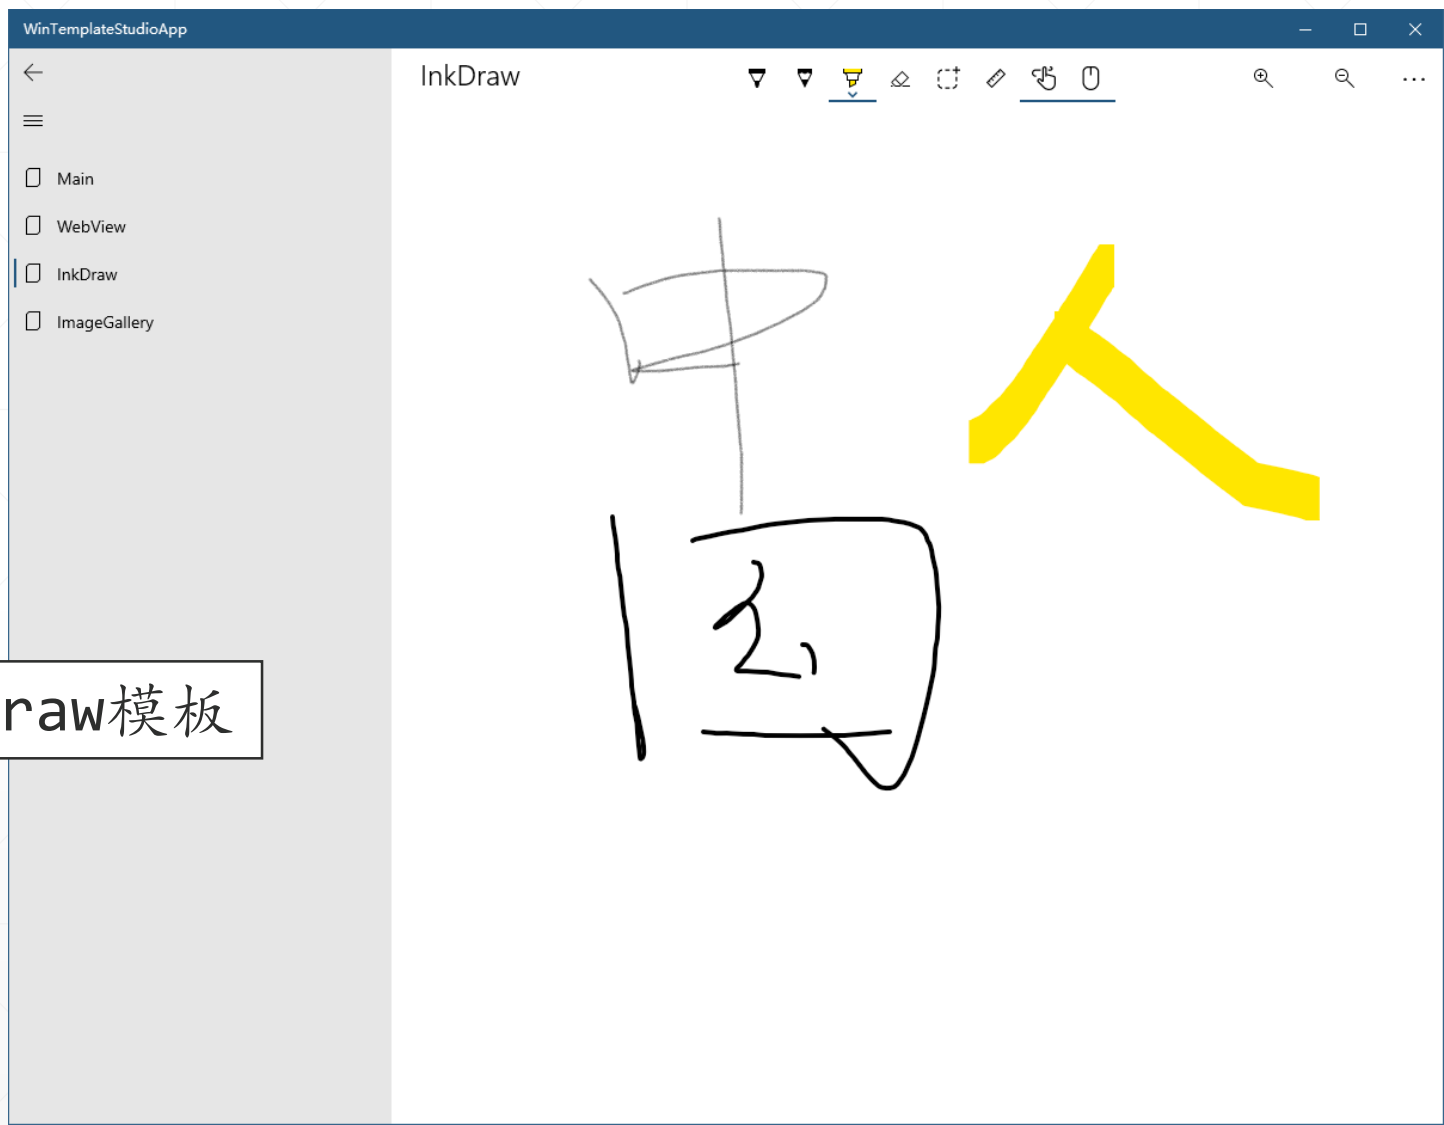 WinTemplateStudioApp
InkDraw
Main
WebView
InkDraw
ImageGallery
中
人
国
raw模板